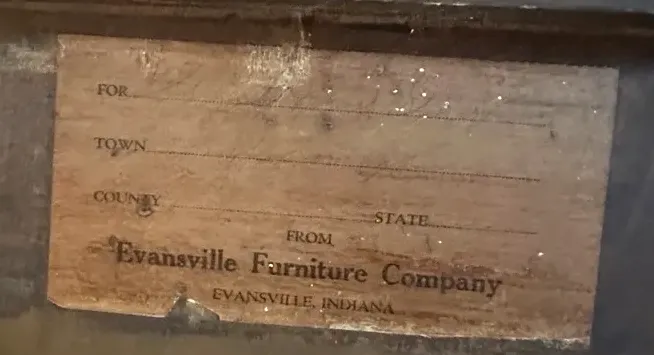 FOR
TOWN
COUNTY STATE
FROM
Evansville Furniture Company
EVANSVILLE, INDIANA